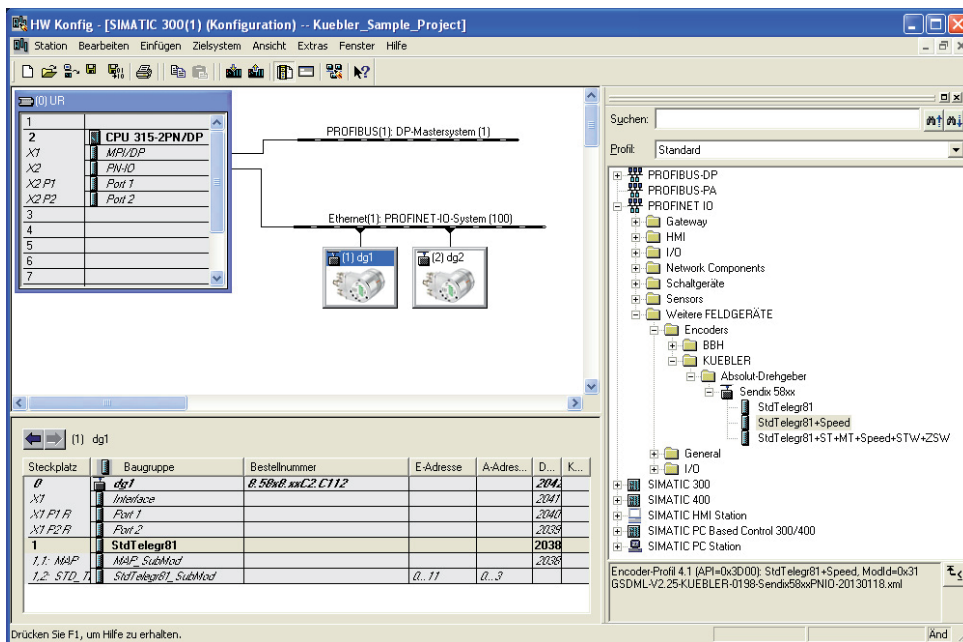 HW Konfig - [SIMATIC 300(1) (Konfiguration) -- Kuebler_Sample_Project]
Station Bearbeiten Einfügen Zielsystem Ansicht Extras Fenster Hilfe
(0) UR
1
2 CPU 315-2PN/DP
X1 MPI/DP
X2 PN-IO
X2 P1 Port 1
X2 P2 Port 2
3
4
5
6
7
PROFIBUS(1): DP-Mastersystem (1)
Ethernet(1): PROFINET-IO-System (100)
(1) dg1
(2) dg2
Suchen:
Profil: Standard
PROFIBUS-DP
PROFIBUS-PA
PROFINET IO
Gateway
HMI
I/O
Network Components
Schaltgeräte
Sensors
Weitere FELDGERÄTE
Encoders
BBH
KUEBLER
Absolut-Drehgeber
Sendix 58xx
StdTelegr81
StdTelegr81+Speed
StdTelegr81+ST+MT+Speed+STW+ZSW
General
I/O
SIMATIC 300
SIMATIC 400
SIMATIC HMI Station
SIMATIC PC Based Control 300/400
SIMATIC PC Station
Encoder-Profil 4.1 (API=0x3D00): StdTelegr81+Speed, ModId=0x31
GSDML-V2.25-KUEBLER-0198-Sendix58xxPNIO-20130118.xml
(1) dg1
Steckplatz Baugruppe Bestellnummer E-Adresse A-Adres... D... K...
0 dg1 8.58x8.xxC2.C112 2042
X1 Interface 2041
X1 P1 R Port 1 2040
X1 P2 R Port 2 2039
1 StdTelegr81 2038
1.1: MAP MAP_SubMod 2038
1.2: STD_T StdTelegr81_SubMod 0...11 0...3
Drücken Sie F1, um Hilfe zu erhalten.
Änd